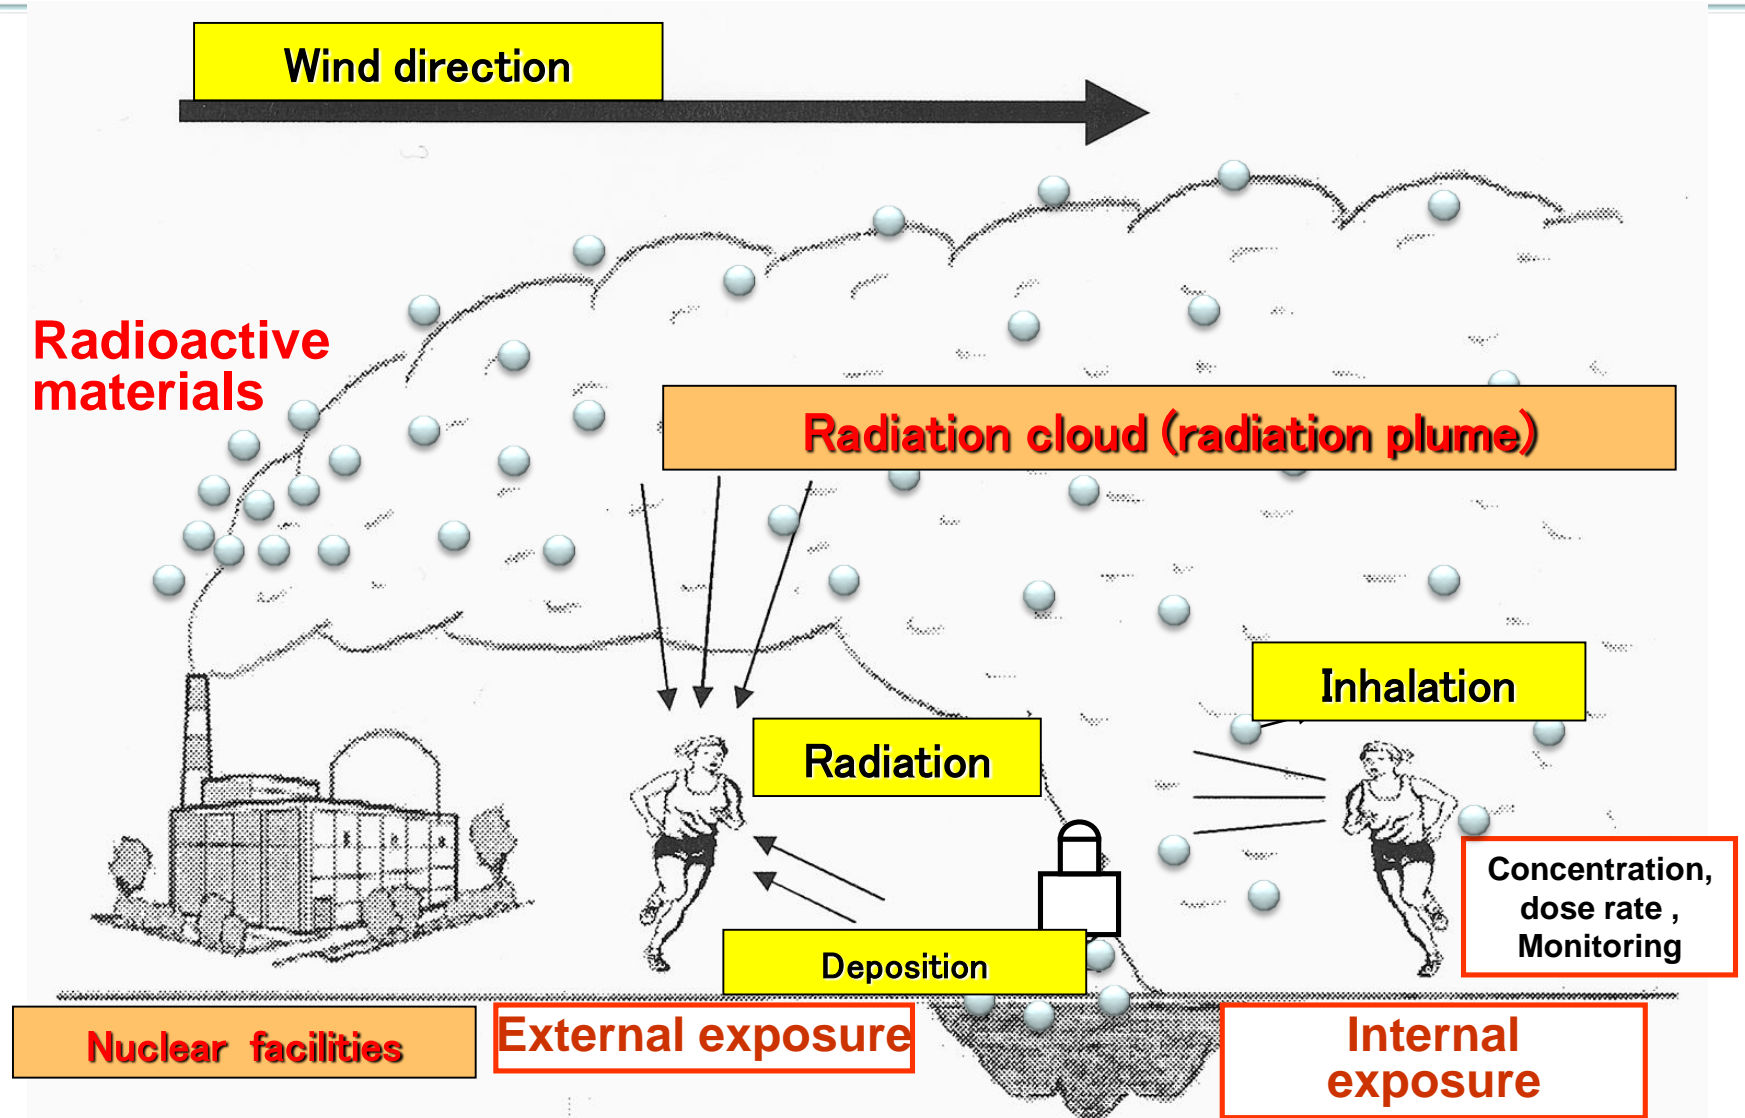 Wind direction
Radioactive
materials
Radiation cloud (radiation plume)
Inhalation
Radiation
Concentration,
dose rate ,
Monitoring
Deposition
Nuclear facilities
External exposure
Internal
exposure